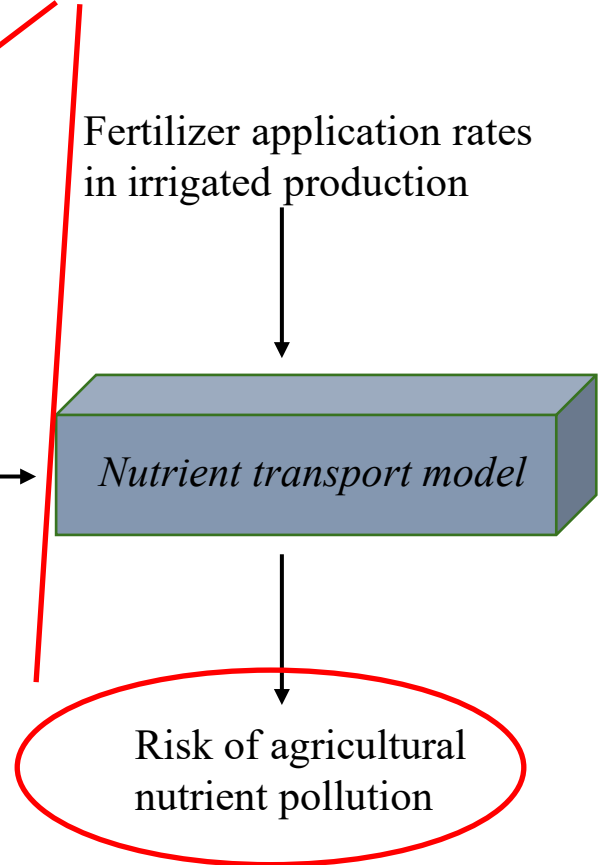 Fertilizer application rates
in irrigated production
Nutrient transport model
Risk of agricultural
nutrient pollution